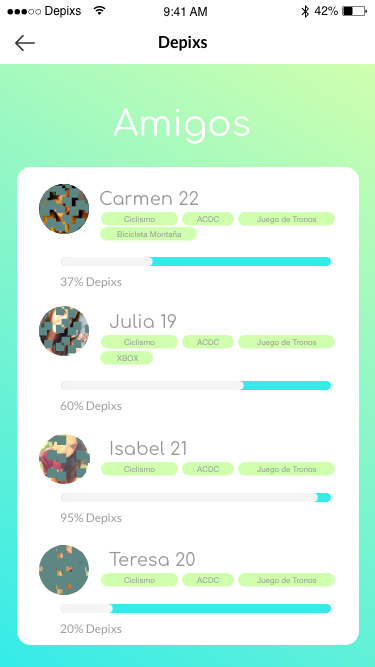 Depixs 9:41 AM 42%
Depixs
Amigos
Carmen 22
Ciclismo ACDC Juego de Tronos
Bicicleta Montaña
37% Depixs
Julia 19
Ciclismo ACDC Juego de Tronos
XBOX
60% Depixs
Isabel 21
Ciclismo ACDC Juego de Tronos
95% Depixs
Teresa 20
Ciclismo ACDC Juego de Tronos
20% Depixs